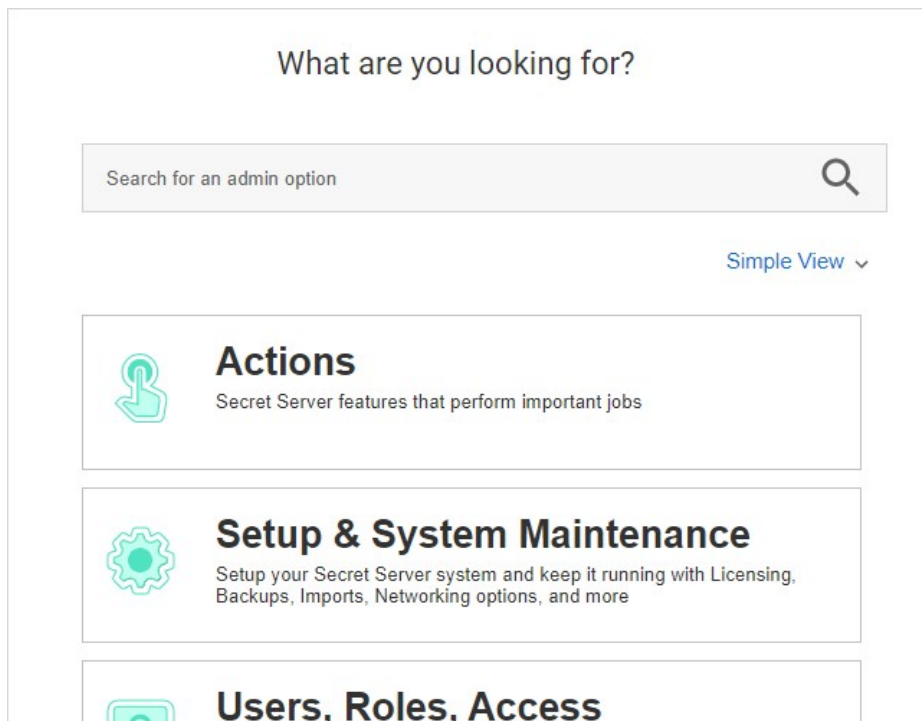 What are you looking for?
Search for an admin option
Simple View
Actions
Secret Server features that perform important jobs
Setup & System Maintenance
Setup your Secret Server system and keep it running with Licensing,
Backups, Imports, Networking options, and more
Users, Roles, Access